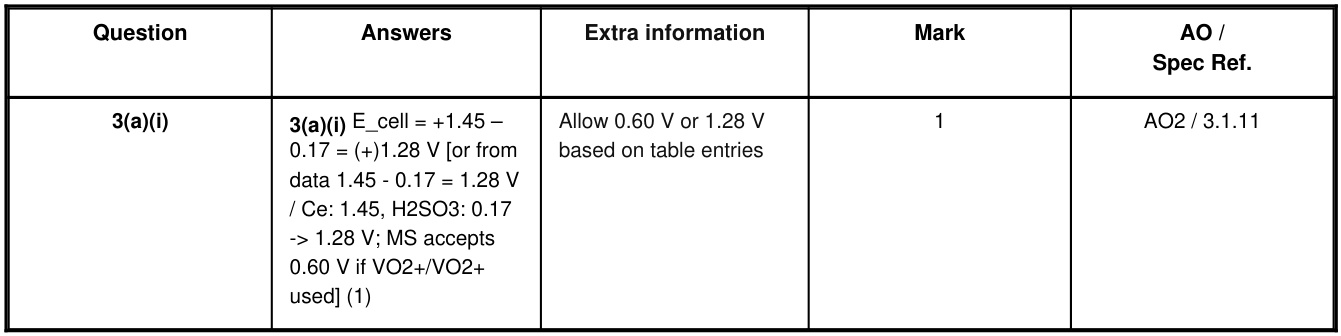 Question Answers Extra information Mark AO /
Spec Ref.
3(a)(i) 3(a)(i) E_cell = +1.45 – Allow 0.60 V or 1.28 V 1 AO2 / 3.1.11
0.17 = (+)1.28 V [or from based on table entries
data 1.45 - 0.17 = 1.28 V
/ Ce: 1.45, H2SO3: 0.17
-> 1.28 V; MS accepts
0.60 V if VO2+/VO2+
used] (1)